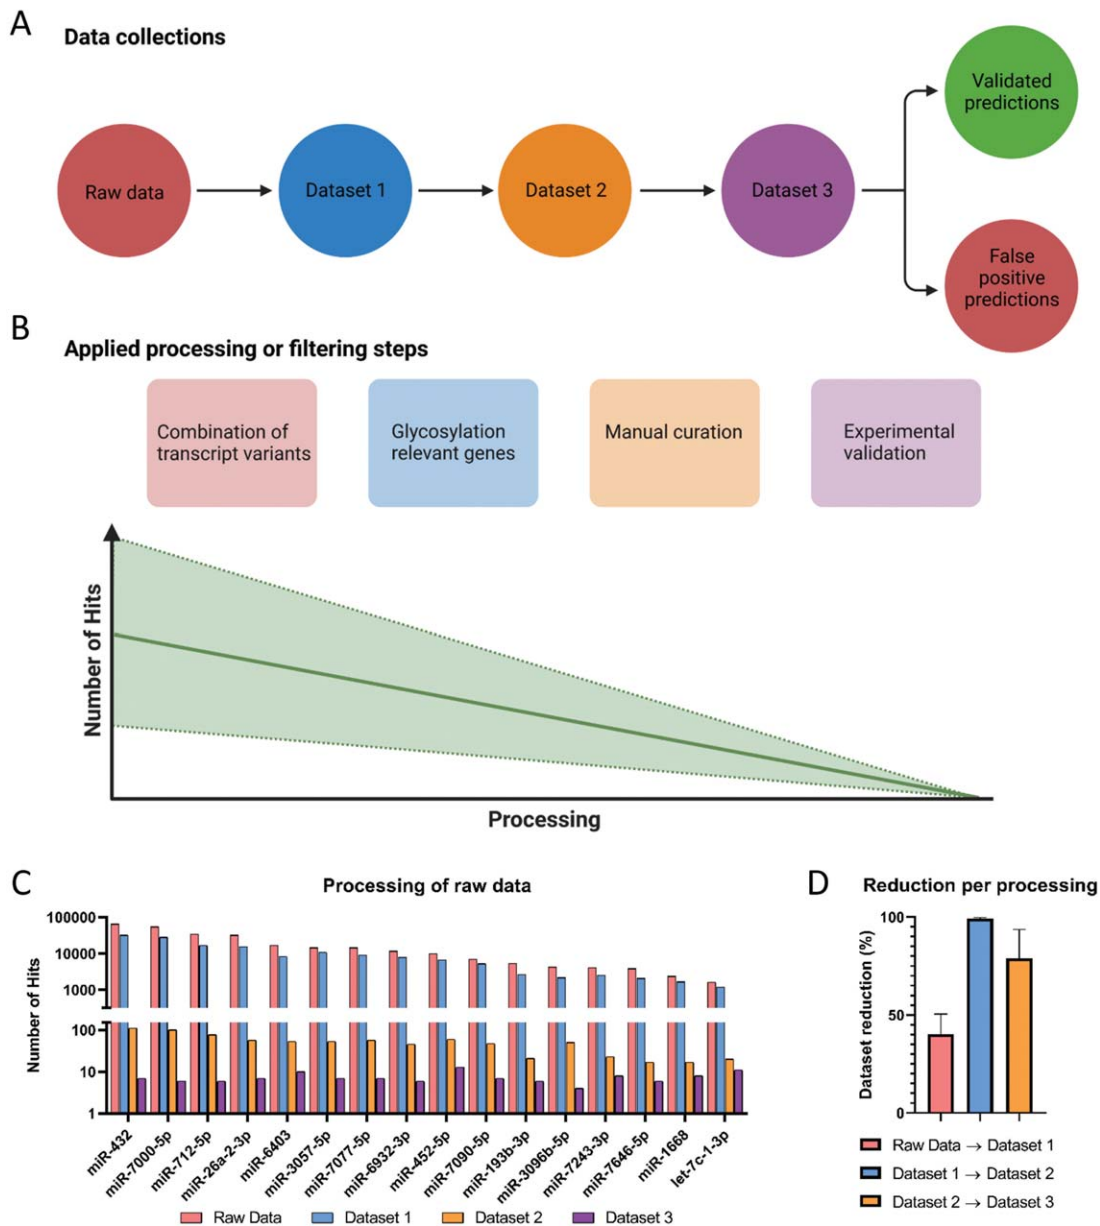 A
Data collections
Raw data
Dataset 1
Dataset 2
Dataset 3
Validated
predictions
False
positive
predictions
B
Applied processing or filtering steps
Combination of
transcript variants
Glycosylation
relevant genes
Manual curation
Experimental
validation
Number of Hits
Processing
C
Processing of raw data
Number of Hits
100000
10000
1000
100
10
1
miR-432
miR-7000-5p
miR-712-5p
miR-26a-2-3p
miR-6403
miR-3057-5p
miR-7077-5p
miR-6932-3p
miR-452-5p
miR-7090-5p
miR-193b-3p
miR-3096b-5p
miR-7243-3p
miR-7646-5p
miR-1668
let-7c-1-3p
Raw Data
Dataset 1
Dataset 2
Dataset 3
D
Reduction per processing
Dataset reduction (%)
100
50
0
Raw Data → Dataset 1
Dataset 1 → Dataset 2
Dataset 2 → Dataset 3